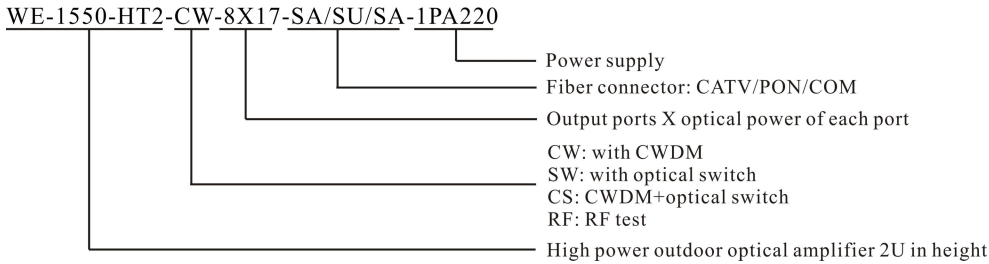 WE-1550-HT2-CW-8X17-SA/SU/SA-1PA220
Power supply
Fiber connector: CATV/PON/COM
Output ports X optical power of each port
CW: with CWDM
SW: with optical switch
CS: CWDM+optical switch
RF: RF test
High power outdoor optical amplifier 2U in height